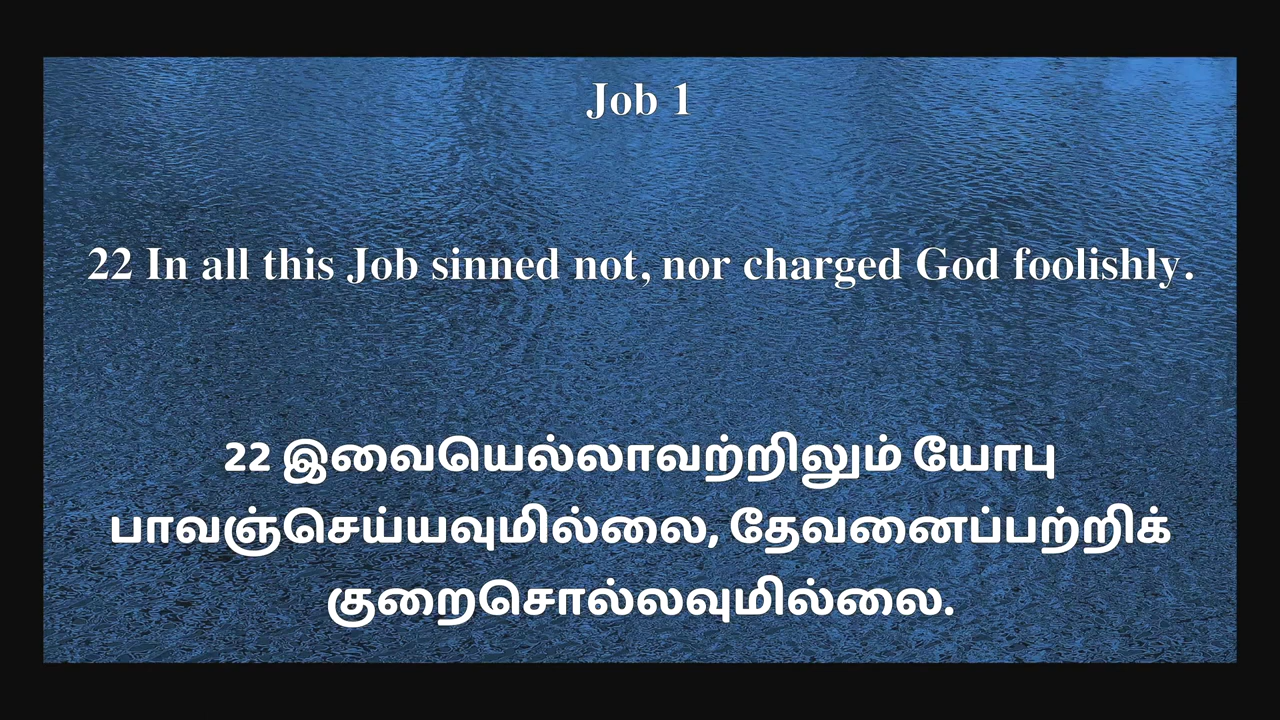 Job 1
22 In all this Job sinned not, nor charged God foolishly.
22 இவையெல்லாவற்றிலும் யோபு
பாவஞ்செய்யவுமில்லை, தேவனைப்பற்றிக்
குறைசொல்லவுமில்லை.